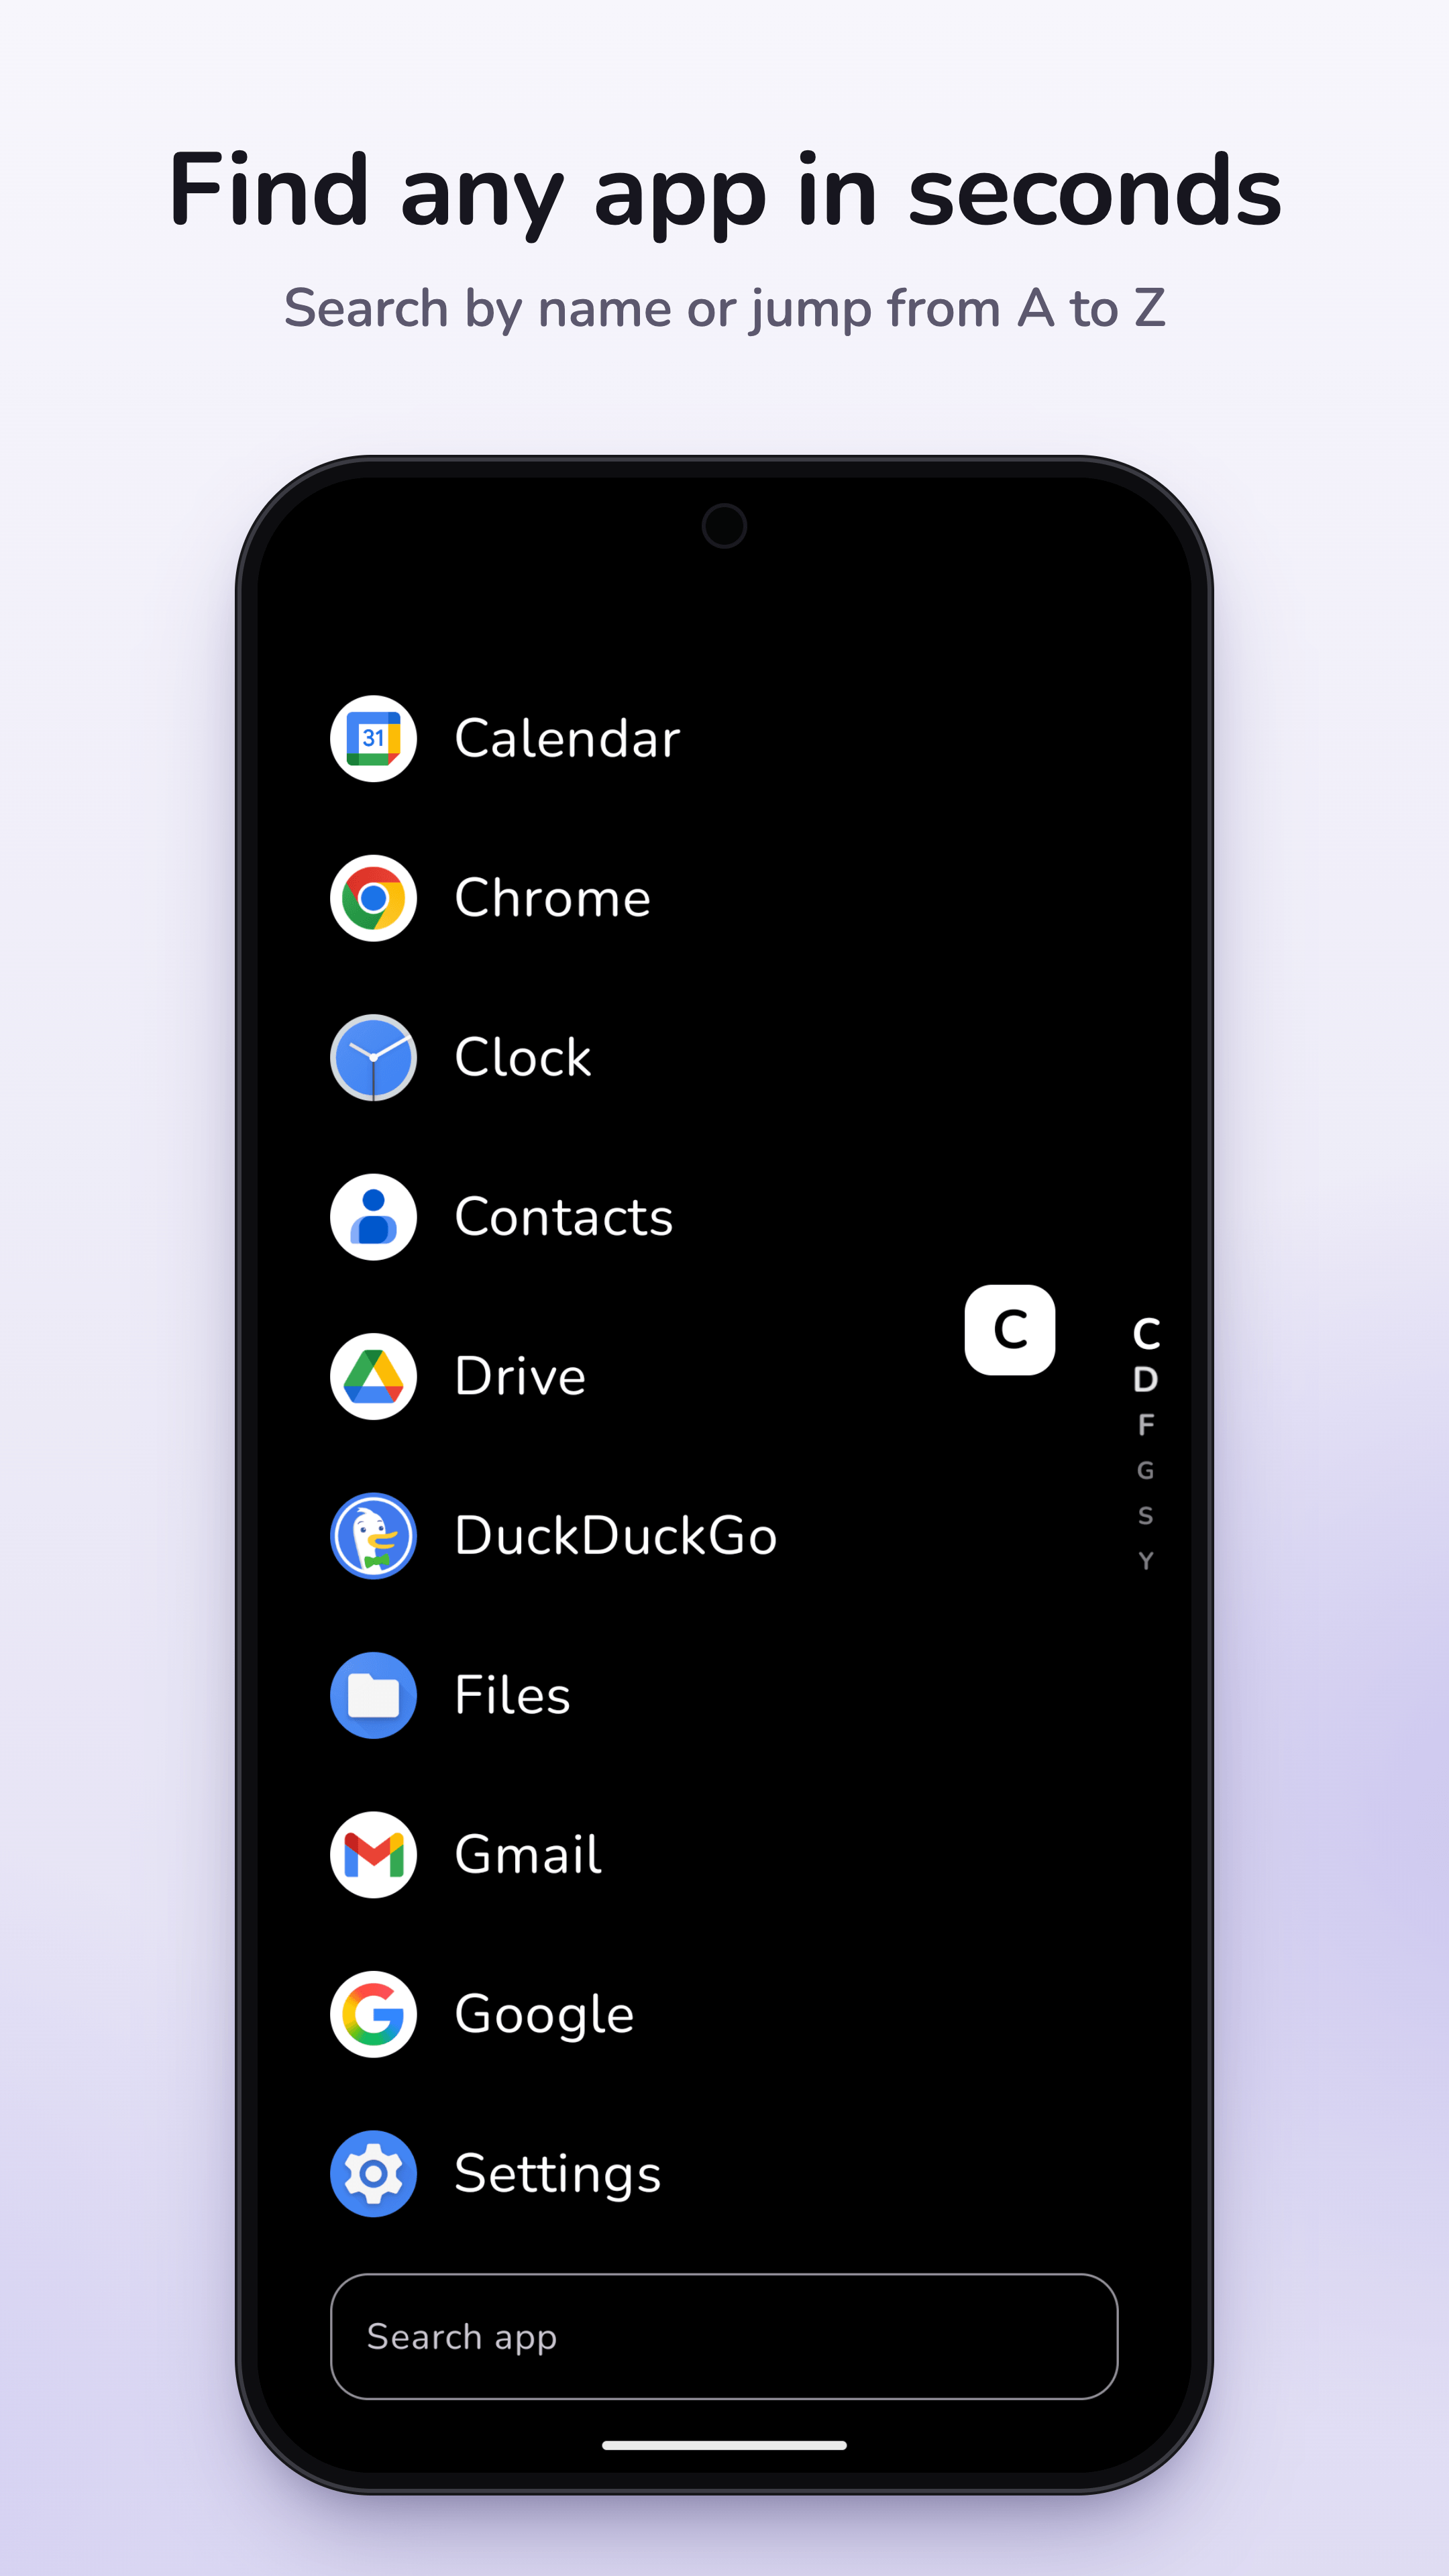 Find any app in seconds
Search by name or jump from A to Z
31
Calendar
Chrome
Clock
Contacts
C
C
Drive
D
F
G
DuckDuckGo
S
Y
Files
Gmail
Google
Settings
Search app